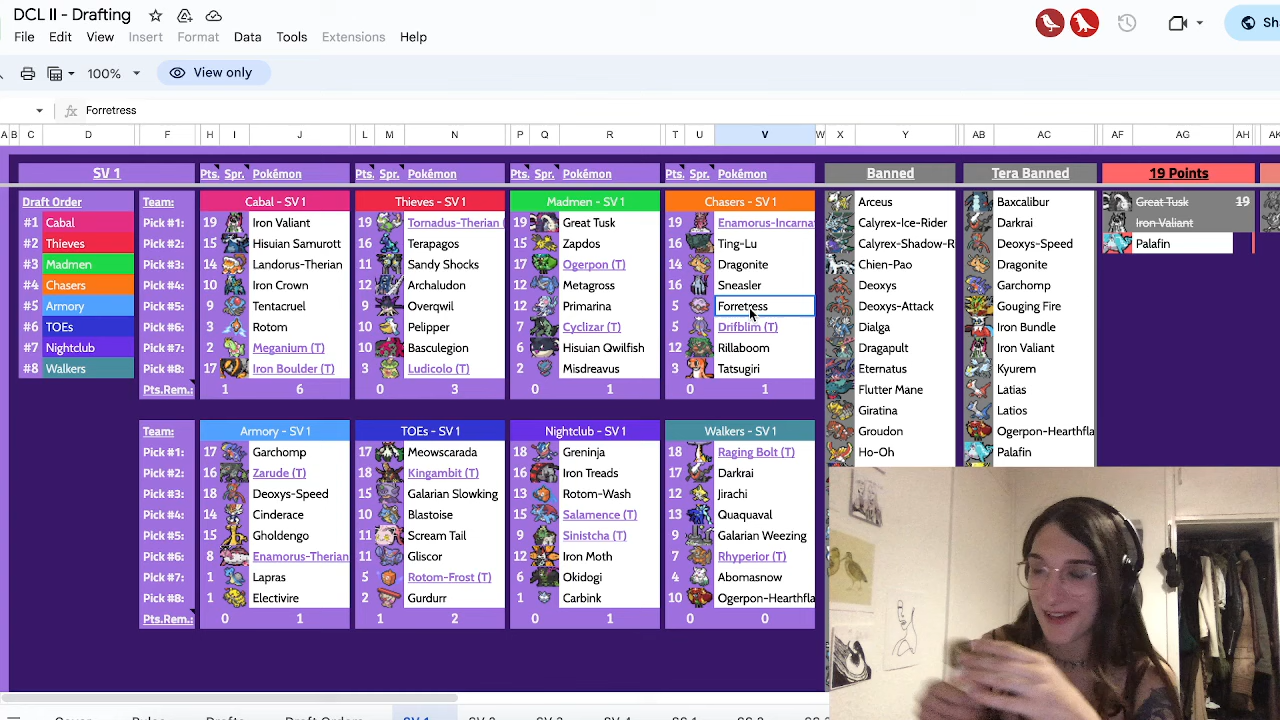 DCL II - Drafting
File Edit View Insert Format Data Tools Extensions Help
100% View only
Forretress
A B C D F H I J L M N P Q R T U V W X Y AB AC AF AG AH
SV 1 Pts. Spr. Pokémon Pts. Spr. Pokémon Pts. Spr. Pokémon Pts. Spr. Pokémon Banned Tera Banned 19 Points
Draft Order Team: Cabal - SV 1 Thieves - SV 1 Madmen - SV 1 Chasers - SV 1 Arceus Baxcalibur Great Tusk 19
#1 Cabal Pick #1: 19 Iron Valiant 19 Tornadus-Therian ( 19 Great Tusk 19 Enamorus-Incarna Calyrex-Ice-Rider Darkrai Iron Valiant
#2 Thieves Pick #2: 15 Hisuian Samurott 16 Terapagos 15 Zapdos 16 Ting-Lu Calyrex-Shadow-R Deoxys-Speed Palafin
#3 Madmen Pick #3: 14 Landorus-Therian 11 Sandy Shocks 17 Ogerpon (T) 14 Dragonite Chien-Pao Dragonite
#4 Chasers Pick #4: 10 Iron Crown 12 Archaludon 12 Metagross 16 Sneasler Deoxys Garchomp
#5 Armory Pick #5: 9 Tentacruel 9 Overqwil 12 Primarina 5 Forretress Deoxys-Attack Gouging Fire
#6 TOEs Pick #6: 3 Rotom 10 Pelipper 7 Cyclizar (T) 5 Drifblim (T) Dialga Iron Bundle
#7 Nightclub Pick #7: 2 Meganium (T) 10 Basculegion 6 Hisuian Qwilfish 12 Rillaboom Dragapult Iron Valiant
#8 Walkers Pick #8: 17 Iron Boulder (T) 3 Ludicolo (T) 2 Misdreavus 3 Tatsugiri Eternatus Kyurem
Pts.Rem.: 1 6 0 3 0 1 0 1 Flutter Mane Latias
Giratina Latios
Team: Armory - SV 1 TOEs - SV 1 Nightclub - SV 1 Walkers - SV 1 Groudon Ogerpon-Hearthfla
Pick #1: 17 Garchomp 17 Meowscarada 18 Greninja 18 Raging Bolt (T) Ho-Oh Palafin
Pick #2: 16 Zarude (T) 18 Kingambit (T) 16 Iron Treads 17 Darkrai
Pick #3: 18 Deoxys-Speed 15 Galarian Slowking 13 Rotom-Wash 12 Jirachi
Pick #4: 14 Cinderace 10 Blastoise 15 Salamence (T) 13 Quaquaval
Pick #5: 15 Gholdengo 11 Scream Tail 9 Sinistcha (T) 9 Galarian Weezing
Pick #6: 8 Enamorus-Therian 11 Gliscor 12 Iron Moth 7 Rhyperior (T)
Pick #7: 1 Lapras 5 Rotom-Frost (T) 6 Okidogi 4 Abomasnow
Pick #8: 1 Electivire 2 Gurdurr 1 Carbink 10 Ogerpon-Hearthfla
Pts.Rem.: 0 1 1 2 0 1 0 0